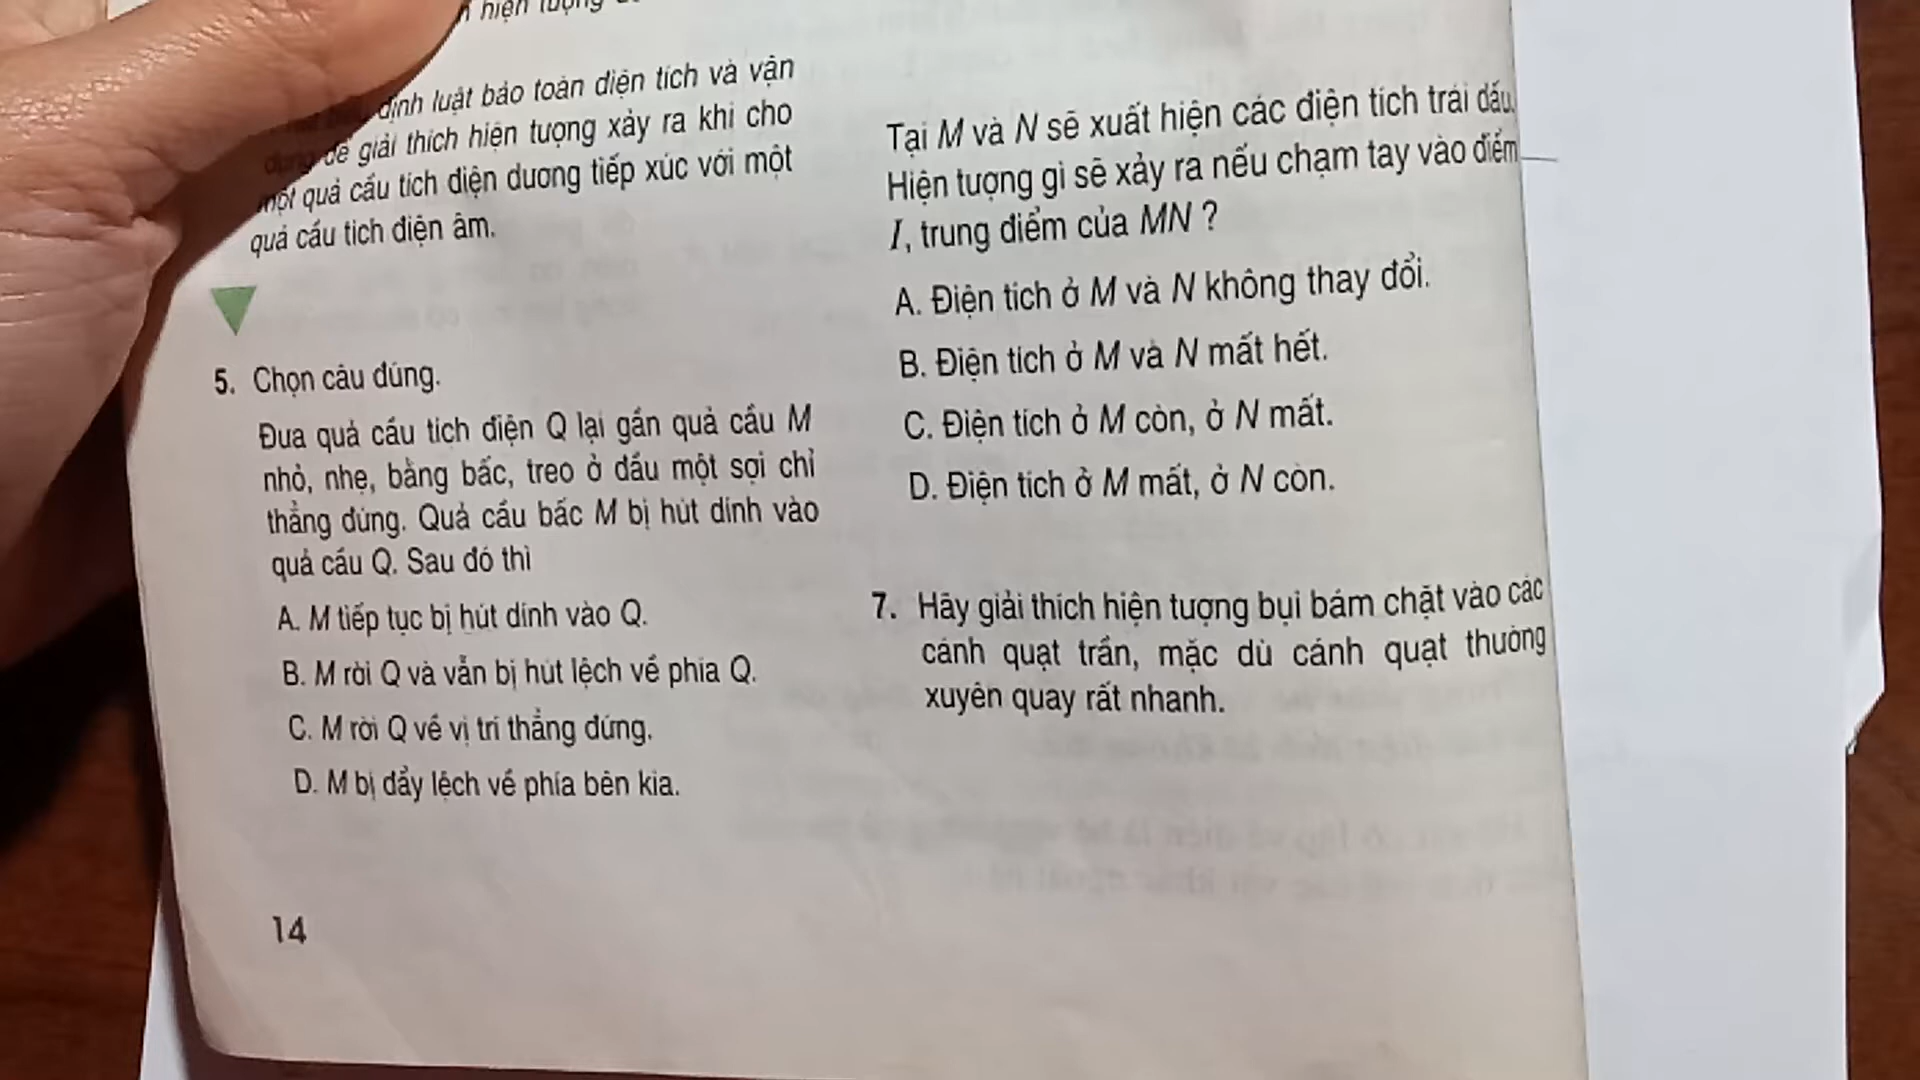 hiện tượng
định luật bảo toàn điện tích và vận
dụng để giải thích hiện tượng xảy ra khi cho
một quả cầu tích điện dương tiếp xúc với một
quả cầu tích điện âm.
5. Chọn câu đúng.
Đưa quả cầu tích điện Q lại gần quả cầu M
nhỏ, nhẹ, bằng bấc, treo ở đầu một sợi chỉ
thẳng đứng. Quả cầu bấc M bị hút dính vào
quả cầu Q. Sau đó thì
A. M tiếp tục bị hút dính vào Q.
B. M rời Q và vẫn bị hút lệch về phía Q.
C. M rời Q về vị trí thẳng đứng.
D. M bị đẩy lệch về phía bên kia.
14
Tại M và N sẽ xuất hiện các điện tích trái dấu.
Hiện tượng gì sẽ xảy ra nếu chạm tay vào điểm
I, trung điểm của MN ?
A. Điện tích ở M và N không thay đổi.
B. Điện tích ở M và N mất hết.
C. Điện tích ở M còn, ở N mất.
D. Điện tích ở M mất, ở N còn.
7. Hãy giải thích hiện tượng bụi bám chặt vào các
cánh quạt trần, mặc dù cánh quạt thường
xuyên quay rất nhanh.